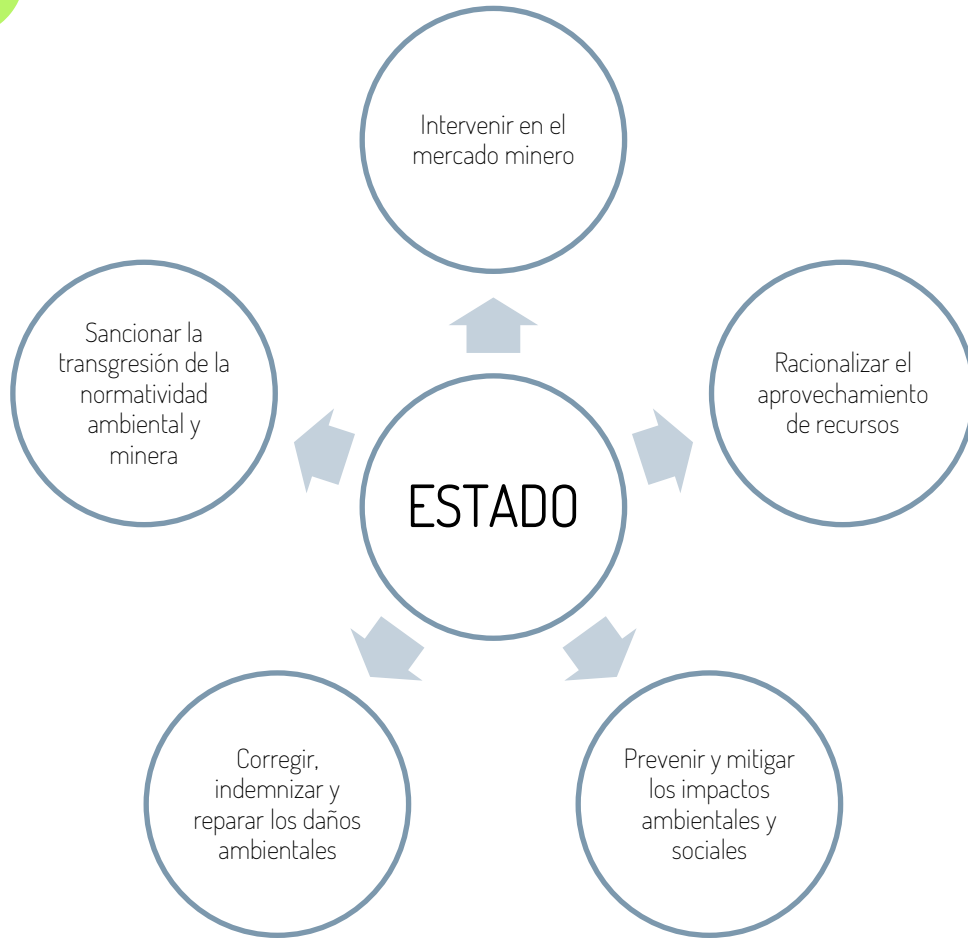 Intervenir en el
mercado minero
Sancionar la
transgresión de la
normatividad
ambiental y
minera
Racionalizar el
aprovechamiento
de recursos
ESTADO
Corregir,
indemnizar y
reparar los daños
ambientales
Prevenir y mitigar
los impactos
ambientales y
sociales